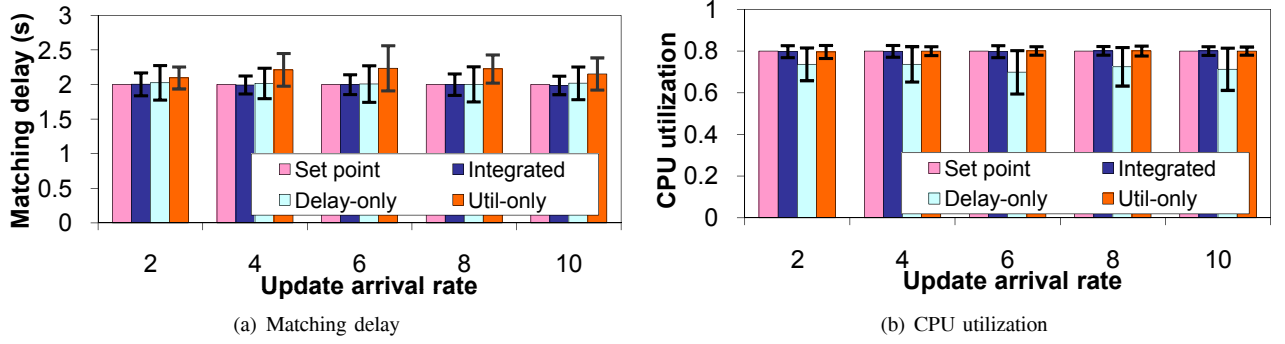 3
2.5
2
1.5
1
0.5
0
Matching delay (s)
Set point
Integrated
Delay-only
Util-only
2 4 6 8 10
Update arrival rate
(a) Matching delay
1
0.8
0.6
0.4
0.2
0
CPU utilization
Set point
Integrated
Delay-only
Util-only
2 4 6 8 10
Update arrival rate
(b) CPU utilization